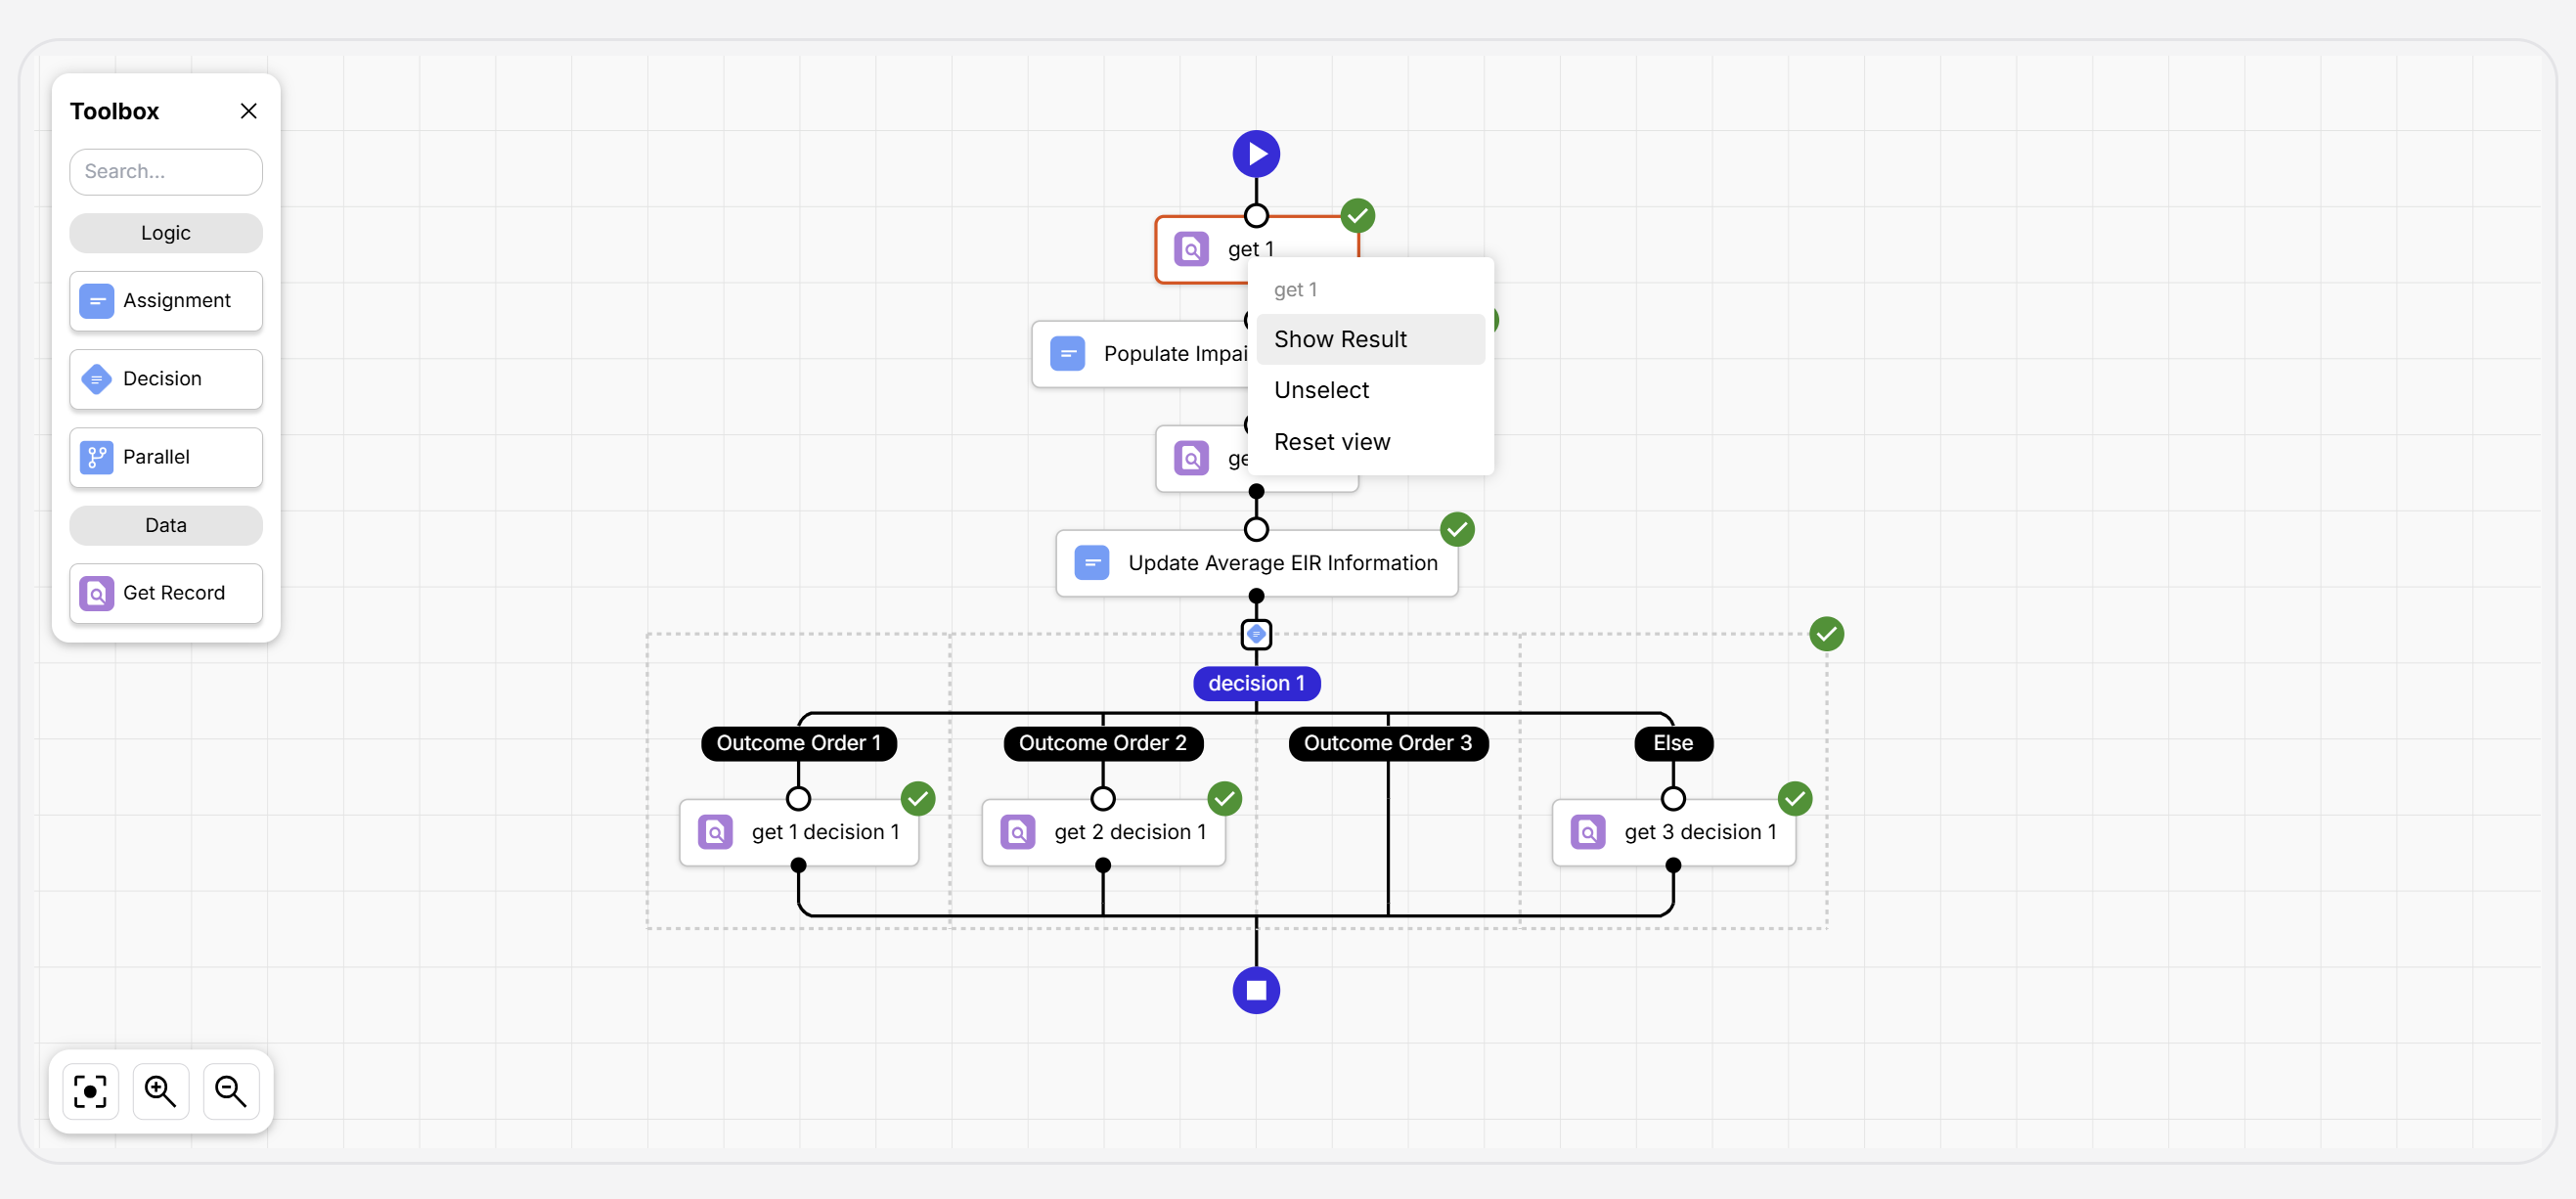 Toolbox
Search...
Logic
Assignment
Decision
Parallel
Data
Get Record
get 1
get 1
Show Result
Unselect
Reset view
Populate
Update Average EIR Information
decision 1
Outcome Order 1
Outcome Order 2
Outcome Order 3
Else
get 1 decision 1
get 2 decision 1
get 3 decision 1